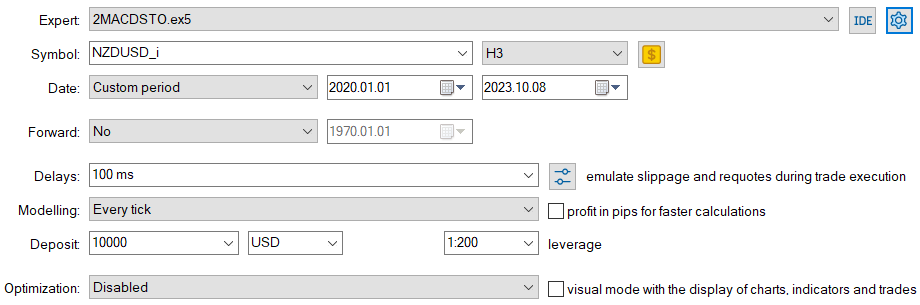 Expert: 2MACDSTO.ex5 IDE
Symbol: NZDUSD_i H3 $
Date: Custom period 2020.01.01 2023.10.08
Forward: No 1970.01.01
Delays: 100 ms emulate slippage and requotes during trade execution
Modelling: Every tick profit in pips for faster calculations
Deposit: 10000 USD 1:200 leverage
Optimization: Disabled visual mode with the display of charts, indicators and trades